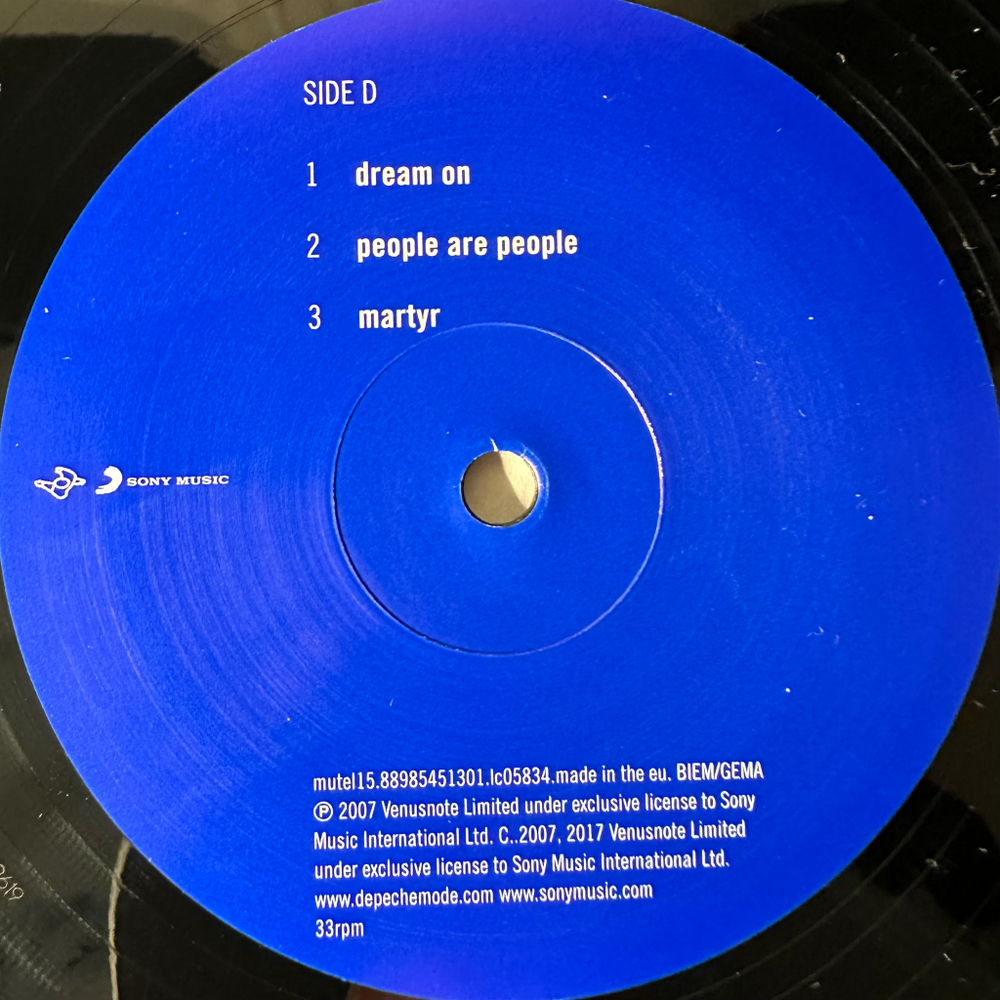 SIDE D
1 dream on
2 people are people
3 martyr
SONY MUSIC
mutel15.88985451301.lc05834.made in the eu. BIEM/GEMA
℗ 2007 Venusnote Limited under exclusive license to Sony
Music International Ltd. C..2007, 2017 Venusnote Limited
under exclusive license to Sony Music International Ltd.
www.depechemode.com www.sonymusic.com
33rpm